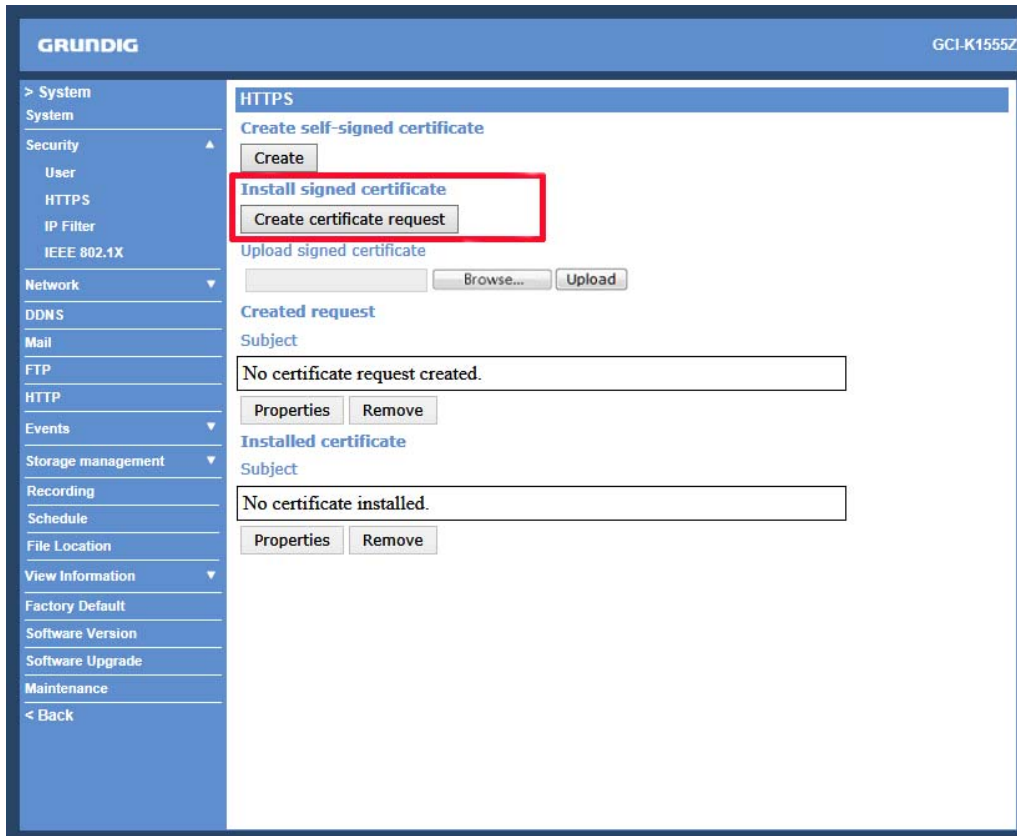 GRUNDIG
GCI-K1555Z
> System
System
Security
User
HTTPS
IP Filter
IEEE 802.1X
Network
DDNS
Mail
FTP
HTTP
Events
Storage management
Recording
Schedule
File Location
View Information
Factory Default
Software Version
Software Upgrade
Maintenance
< Back
HTTPS
Create self-signed certificate
Create
Install signed certificate
Create certificate request
Upload signed certificate
Browse... Upload
Created request
Subject
No certificate request created.
Properties Remove
Installed certificate
Subject
No certificate installed.
Properties Remove